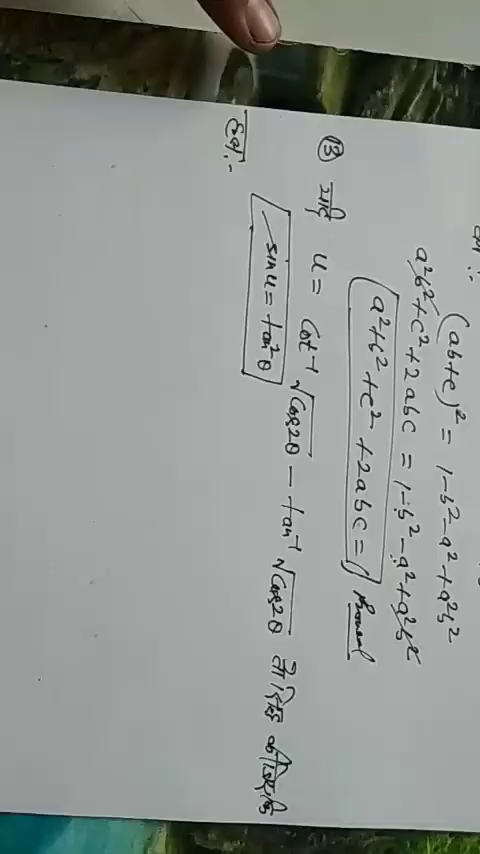 (ab+c)² = 1-b²-a²+a²b²
a²b²+c²+2abc = 1-b²-a²+a²b²
a²+b²+c²+2abc=1 Proved
(13) यदि u = Cot⁻¹ √Cos2θ - tan⁻¹ √Cos2θ तो सिद्ध कीजिए कि
sin u = tan²θ
हल:-